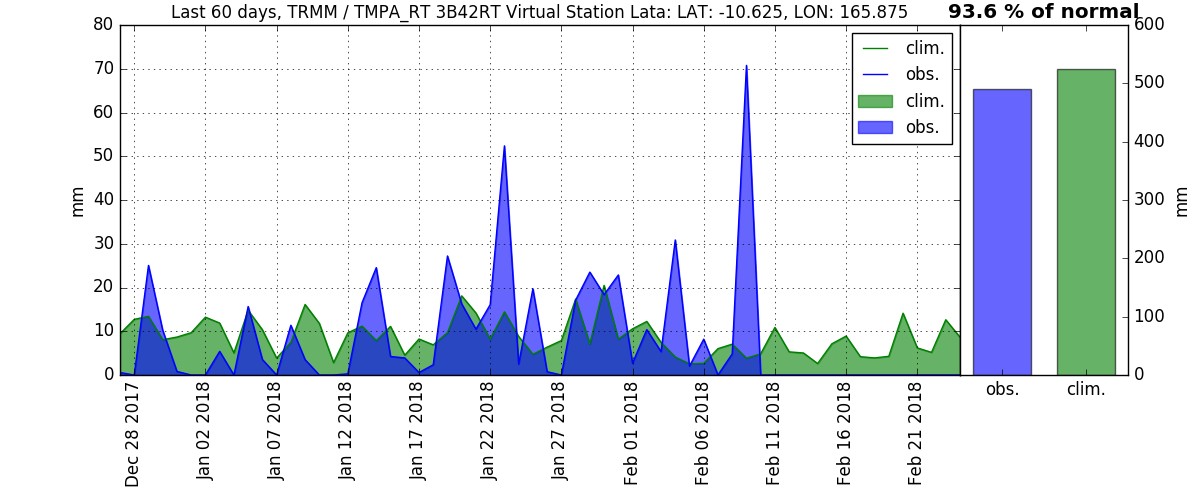 Last 60 days, TRMM / TMPA_RT 3B42RT Virtual Station Lata: LAT: -10.625, LON: 165.875
93.6 % of normal
80
70
60
50
40
30
20
10
0
mm
clim.
obs.
clim.
obs.
Dec 28 2017
Jan 02 2018
Jan 07 2018
Jan 12 2018
Jan 17 2018
Jan 22 2018
Jan 27 2018
Feb 01 2018
Feb 06 2018
Feb 11 2018
Feb 16 2018
Feb 21 2018
600
500
400
300
200
100
0
mm
obs.
clim.